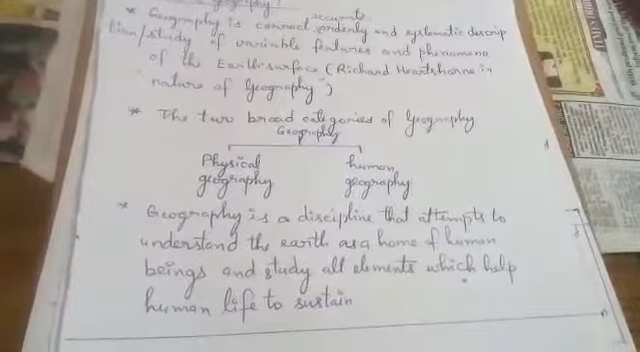 geography?
accurate
* Geography is correct orderly and systematic descrip
tion/study of variable features and phenomena
of the Earth surface (Richard Heartshorne in
"nature of Geography")
* The two broad categories of Geography
Geography
Physical human
geography geography
* Geography is a discipline that attempts to
understand the earth as a home of human
beings and study all elements which help
human life to sustain